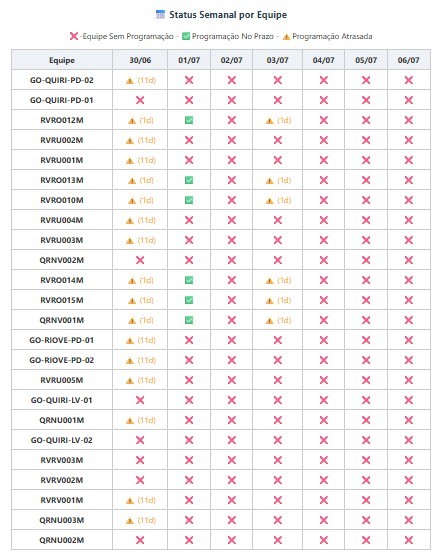 📅 Status Semanal por Equipe
❌ -Equipe Sem Programação - ✅ Programação No Prazo - ⚠️ Programação Atrasada
Equipe 30/06 01/07 02/07 03/07 04/07 05/07 06/07
GO-QUIRI-PD-02 ⚠️ (11d) ❌ ❌ ❌ ❌ ❌ ❌
GO-QUIRI-PD-01 ❌ ❌ ❌ ❌ ❌ ❌ ❌
RVRO012M ⚠️ (1d) ✅ ❌ ⚠️ (1d) ❌ ❌ ❌
RVRU002M ⚠️ (11d) ❌ ❌ ❌ ❌ ❌ ❌
RVRU001M ⚠️ (11d) ❌ ❌ ❌ ❌ ❌ ❌
RVRO013M ⚠️ (1d) ✅ ❌ ⚠️ (1d) ❌ ❌ ❌
RVRO010M ⚠️ (1d) ✅ ❌ ⚠️ (1d) ❌ ❌ ❌
RVRU004M ⚠️ (11d) ❌ ❌ ❌ ❌ ❌ ❌
RVRU003M ⚠️ (11d) ❌ ❌ ❌ ❌ ❌ ❌
QRNV002M ❌ ❌ ❌ ❌ ❌ ❌ ❌
RVRO014M ⚠️ (1d) ✅ ❌ ⚠️ (1d) ❌ ❌ ❌
RVRO015M ⚠️ (1d) ✅ ❌ ⚠️ (1d) ❌ ❌ ❌
QRNV001M ⚠️ (1d) ✅ ❌ ⚠️ (1d) ❌ ❌ ❌
GO-RIOVE-PD-01 ⚠️ (11d) ❌ ❌ ❌ ❌ ❌ ❌
GO-RIOVE-PD-02 ⚠️ (11d) ❌ ❌ ❌ ❌ ❌ ❌
RVRU005M ⚠️ (11d) ❌ ❌ ❌ ❌ ❌ ❌
GO-QUIRI-LV-01 ❌ ❌ ❌ ❌ ❌ ❌ ❌
QRNU001M ⚠️ (11d) ❌ ❌ ❌ ❌ ❌ ❌
GO-QUIRI-LV-02 ❌ ❌ ❌ ❌ ❌ ❌ ❌
RVRV003M ❌ ❌ ❌ ❌ ❌ ❌ ❌
RVRV002M ❌ ❌ ❌ ❌ ❌ ❌ ❌
RVRV001M ⚠️ (11d) ❌ ❌ ❌ ❌ ❌ ❌
QRNU003M ⚠️ (11d) ❌ ❌ ❌ ❌ ❌ ❌
QRNU002M ❌ ❌ ❌ ❌ ❌ ❌ ❌